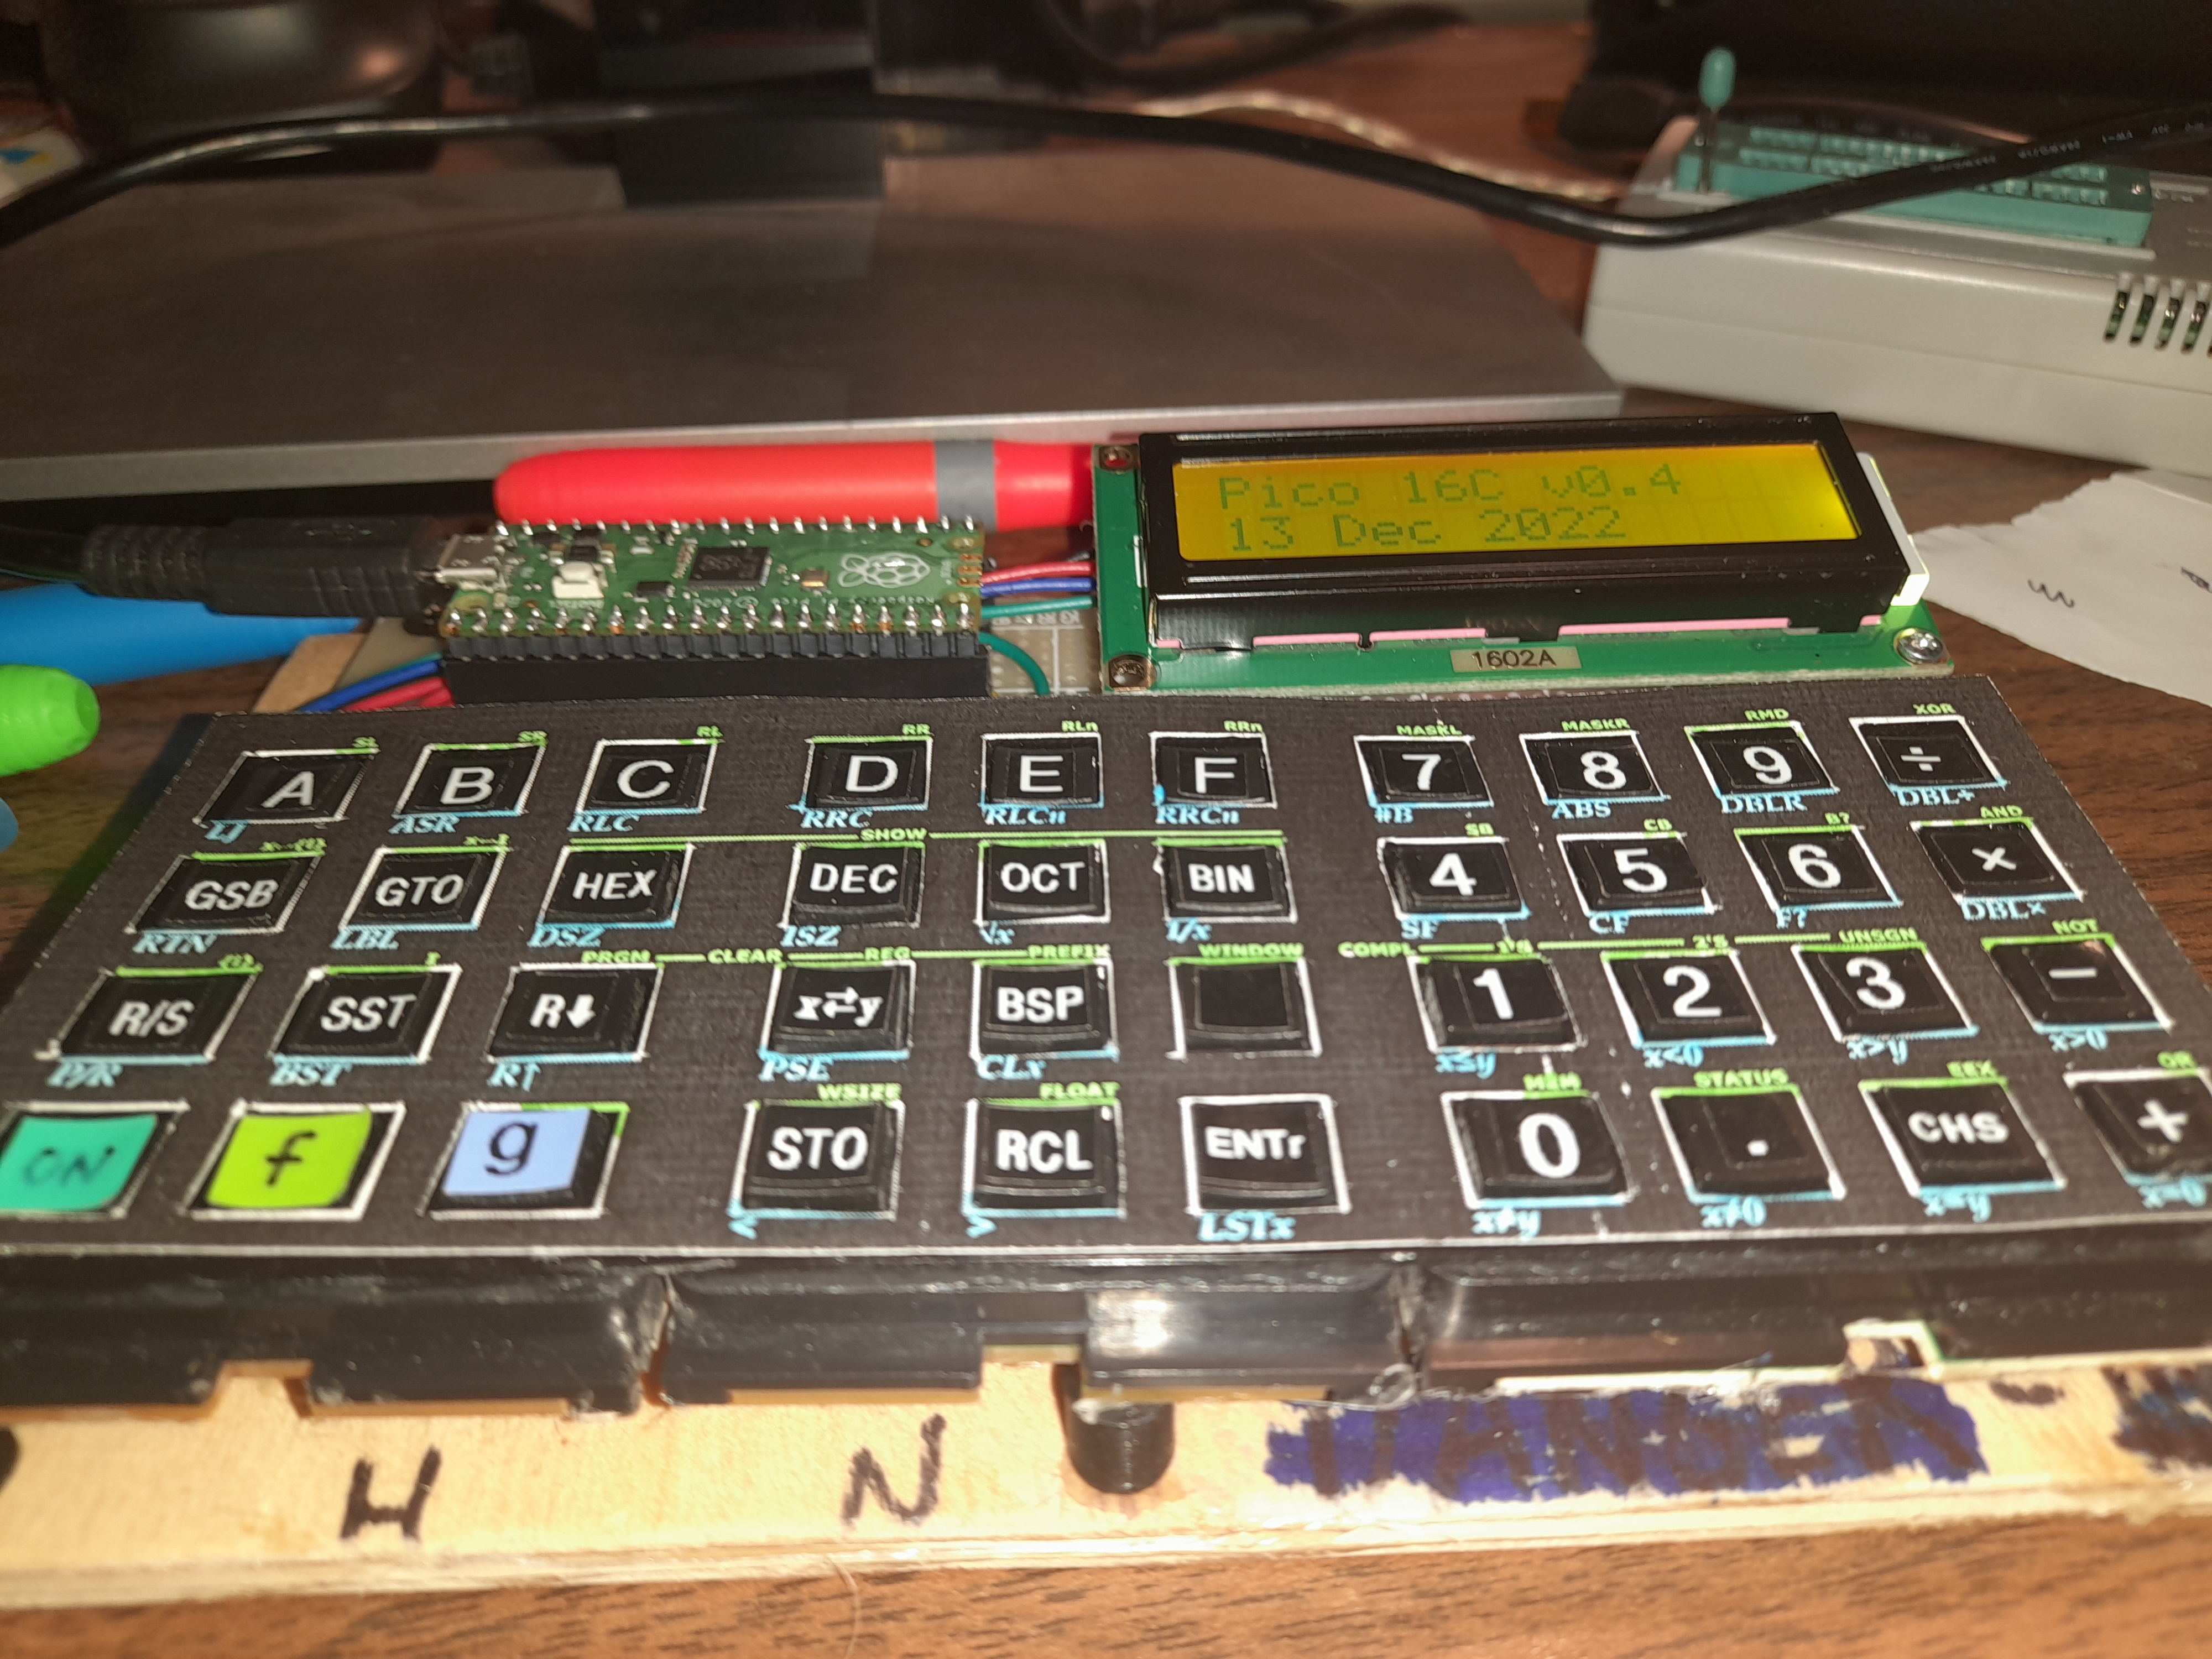 Pico 16C v0.4
13 Dec 2022
1602A
SL SR RL RR RLn RRn MASKL MASKR RMD XOR
A B C D E F 7 8 9 ÷
LJ ASR RLC RRC RLCn RRCn #B ABS DBLR DBL÷
SHOW SB CB B? AND
GSB GTO HEX DEC OCT BIN 4 5 6 ×
RTN LBL DSZ ISZ √x 1/x SF CF F? DBL×
(i) I PRGM CLEAR REG PREFIX WINDOW COMPL 1'S 2'S UNSGN NOT
R/S SST R⬇ x⇄y BSP 1 2 3 −
P/R BST R↑ PSE CLx x≤y x<0 x>y x>0
WSIZE FLOAT MEM STATUS EEX OR
ON f g STO RCL ENTr 0 . CHS +
< > LSTx x≠y x≠0 x=y x=0
H N DANGER